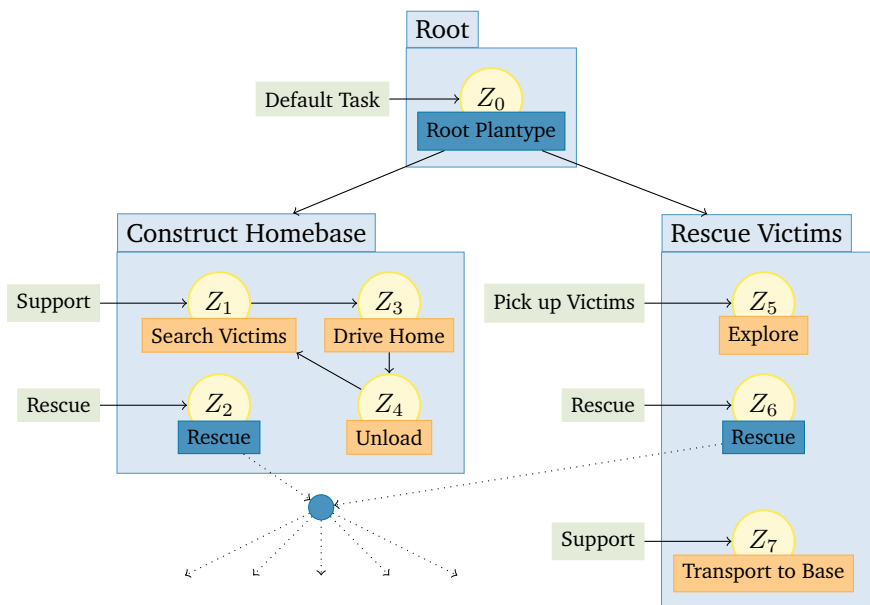 Root
Default Task
Z0
Root Plantype
Construct Homebase
Support
Z1
Z3
Search Victims
Drive Home
Rescue
Z2
Z4
Rescue
Unload
Rescue Victims
Pick up Victims
Z5
Explore
Rescue
Z6
Rescue
Support
Z7
Transport to Base